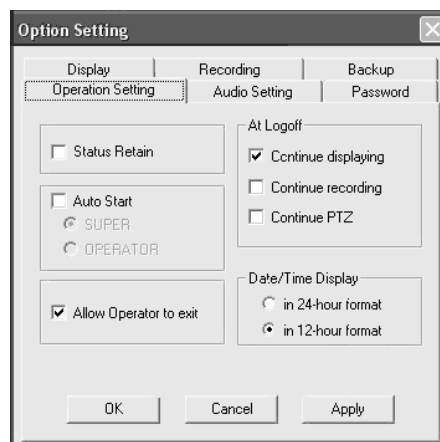 Option Setting
Display Recording Backup
Operation Setting Audio Setting Password
Status Retain
Auto Start
SUPER
OPERATOR
Allow Operator to exit
At Logoff
Continue displaying
Continue recording
Continue PTZ
Date/Time Display
in 24-hour format
in 12-hour format
OK Cancel Apply